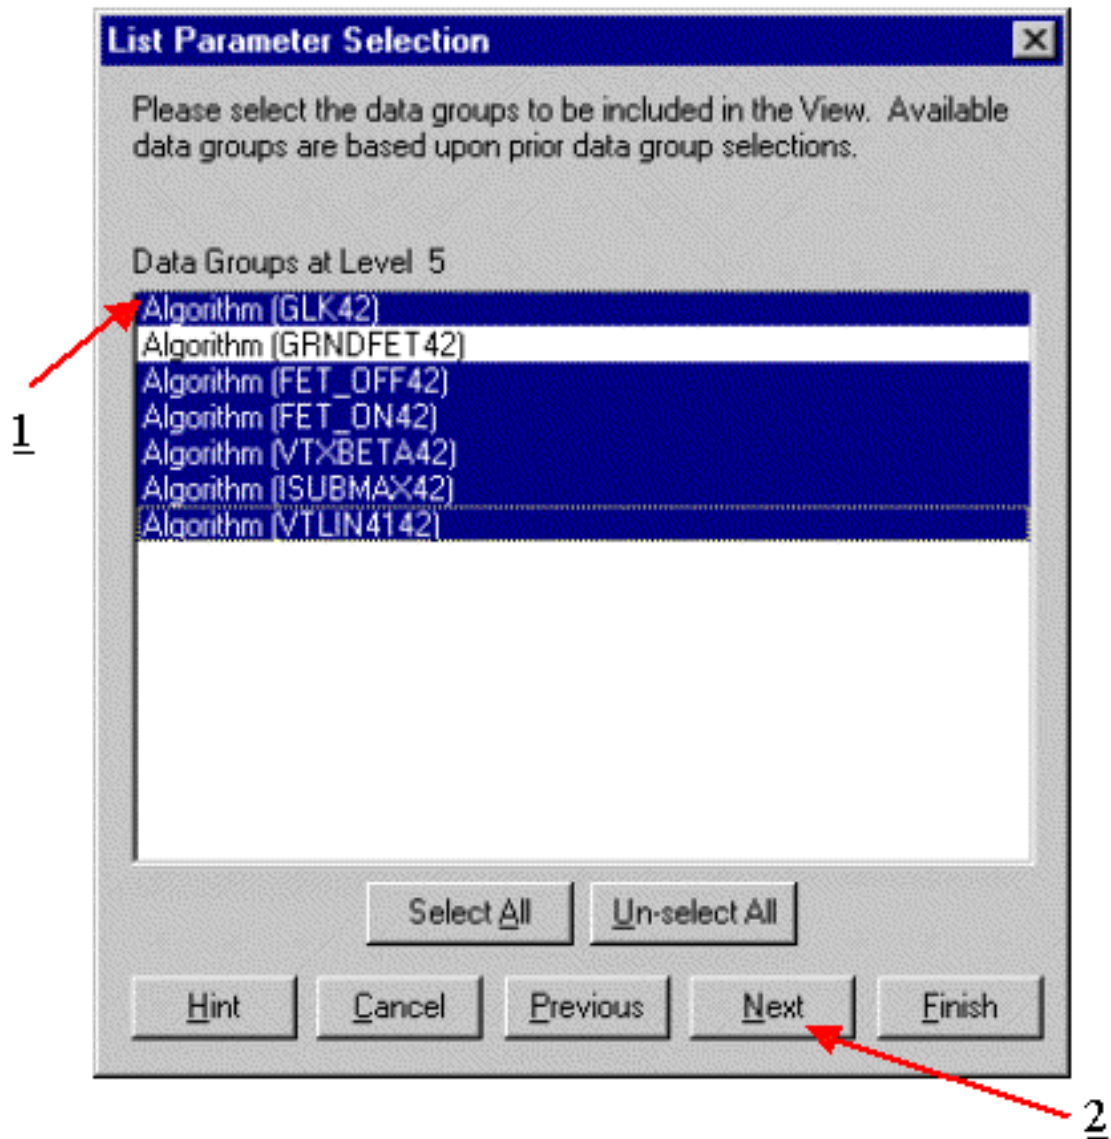 List Parameter Selection
Please select the data groups to be included in the View.  Available
data groups are based upon prior data group selections.
Data Groups at Level  5
Algorithm (GLK42)
Algorithm (GRNDFET42)
Algorithm (FET_OFF42)
Algorithm (FET_ON42)
1
Algorithm (VTXBETA42)
Algorithm (ISUBMAX42)
Algorithm (VTLIN4142)
Select All
Un-select All
Hint
Cancel
Previous
Next
Finish
2